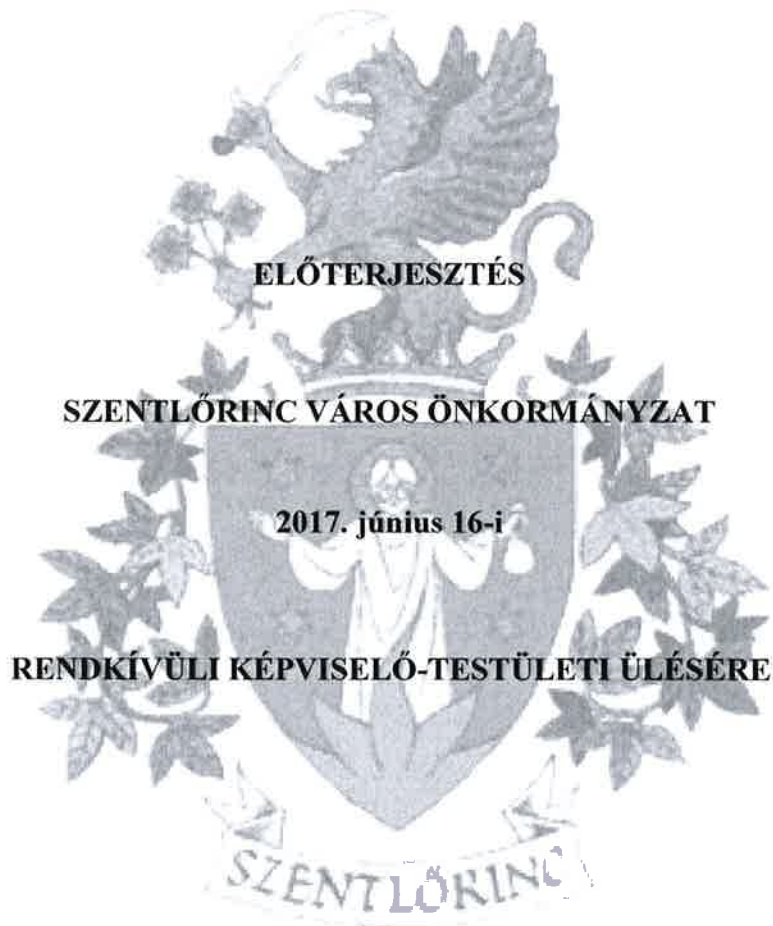 ELŐTERJESZTÉS
SZENTLŐRINC VÁROS ÖNKORMÁNYZAT
2017. június 16-i
RENDKÍVÜLI KÉPVISELŐ-TESTÜLETI ÜLÉSÉRE
SZENTLŐRINC